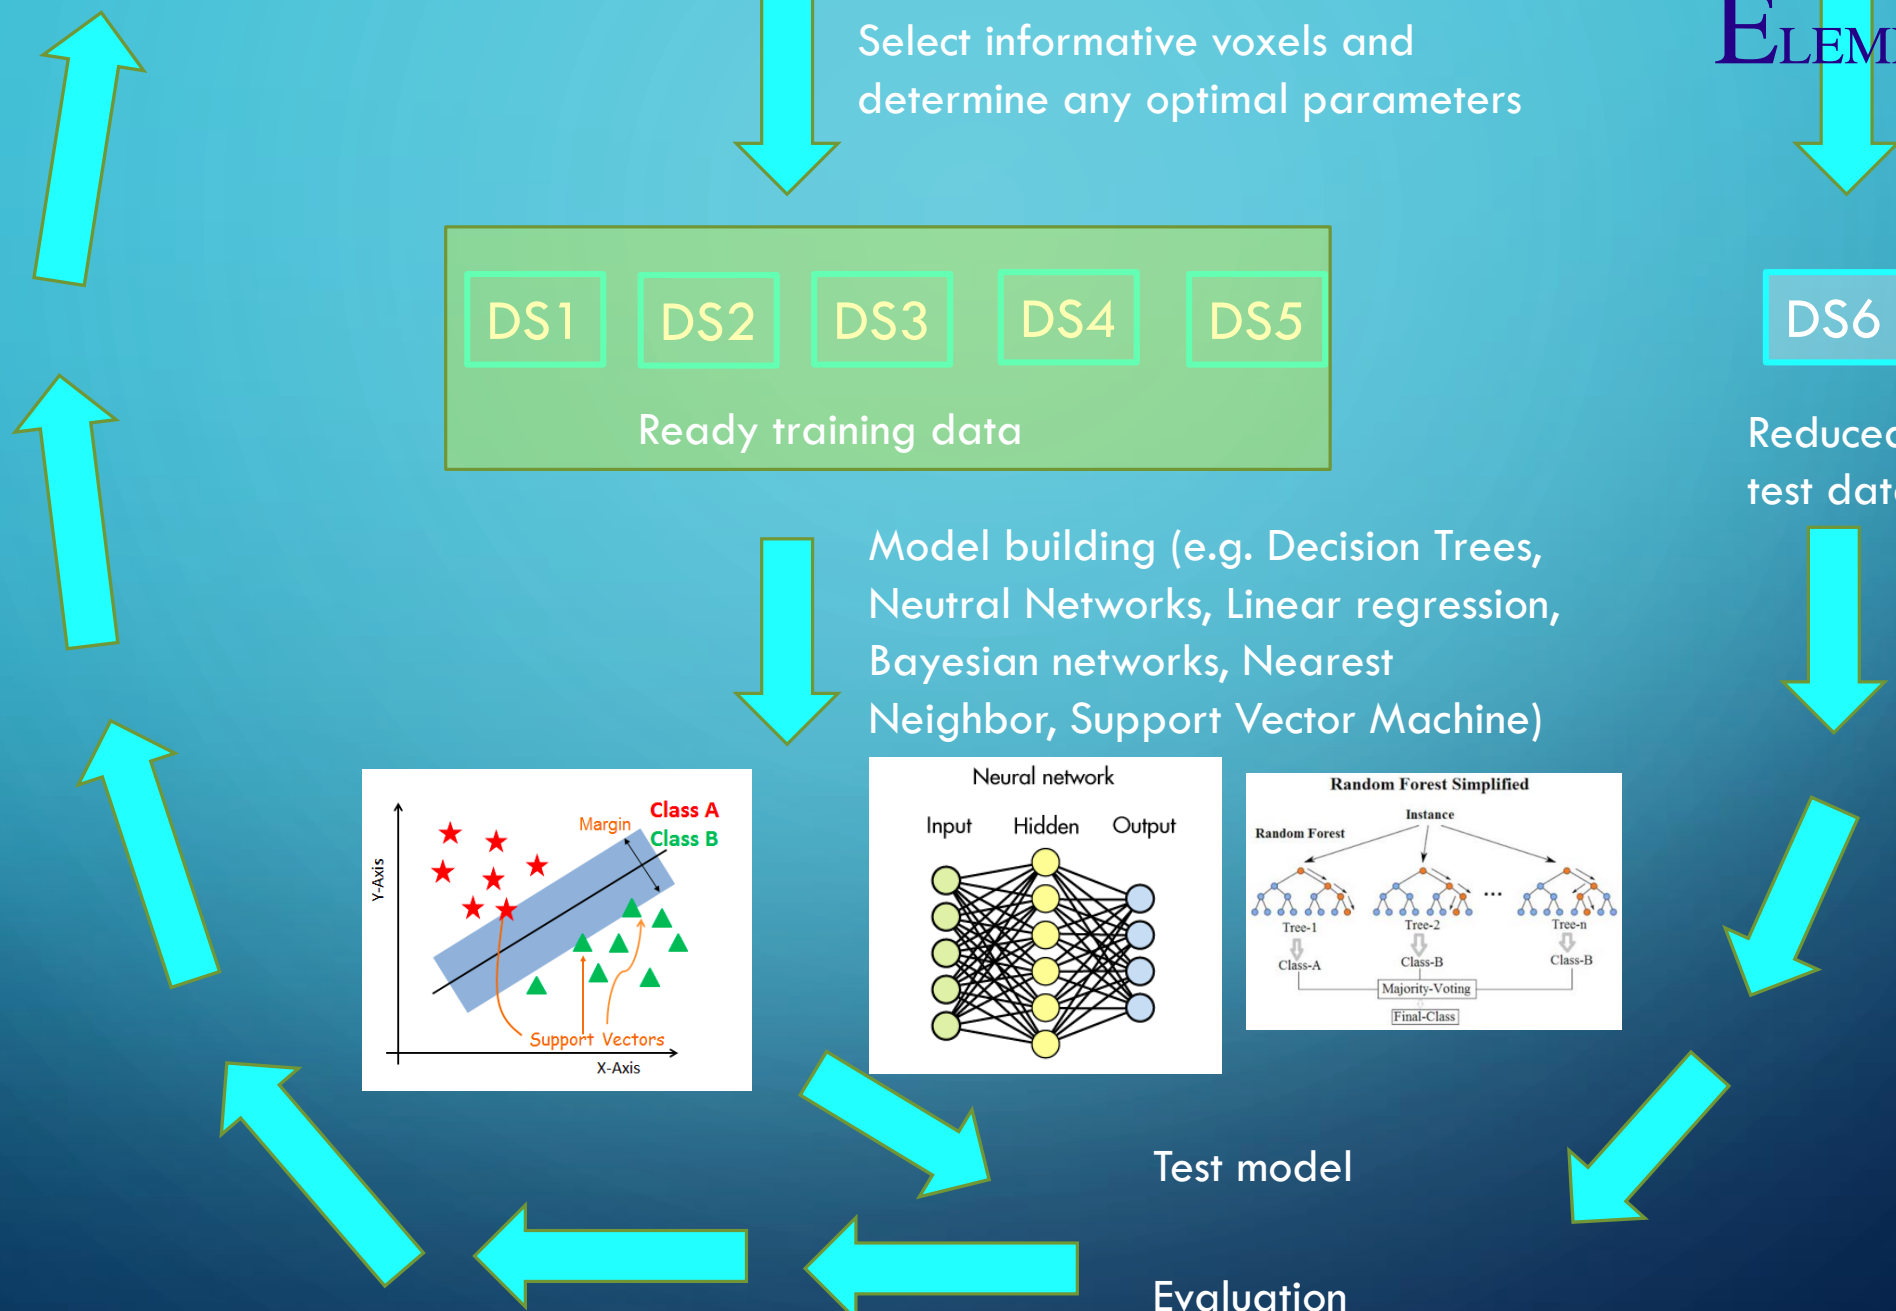 Select informative voxels and
determine any optimal parameters
DS1 DS2 DS3 DS4 DS5
Ready training data
DS6
test
Model building (e.g. Decision Trees,
Neutral Networks, Linear regression,
Bayesian networks, Nearest
Neighbor, Support Vector Machine)
Class A
Margin
Class B
Y-Axis
Support Vectors
X-Axis
Neural network
Input Hidden Output
Random Forest Simplified
Instance
Random Forest
...
Tree-1 Tree-2 Tree-n
Class-A Class-B Class-B
Majority-Voting
Final-Class
Test model
Evaluation